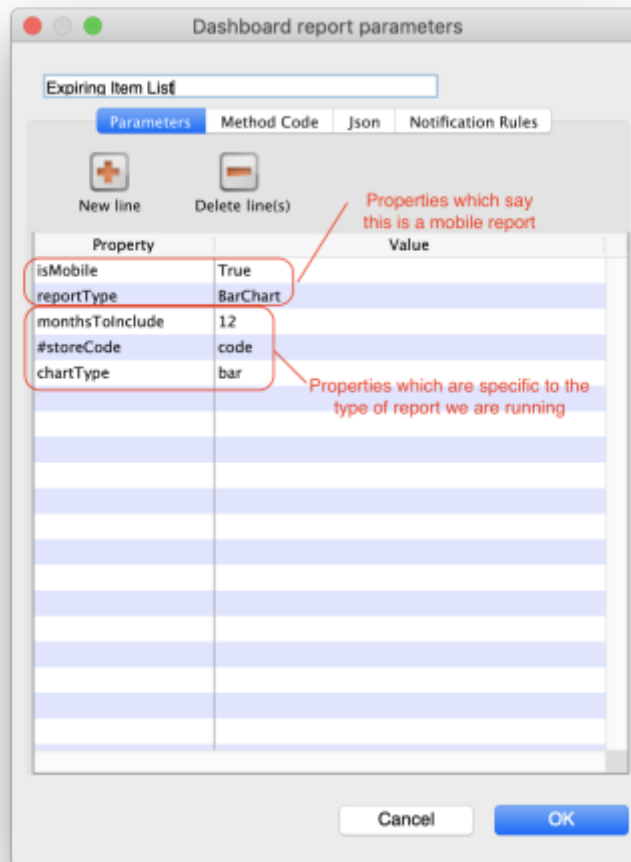 Dashboard report parameters
Expiring Item List
Parameters Method Code Json Notification Rules
New line Delete line(s)
Properties which say
this is a mobile report
Property Value
isMobile True
reportType BarChart
monthsToInclude 12
#storeCode code
chartType bar
Properties which are specific to the
type of report we are running
Cancel OK